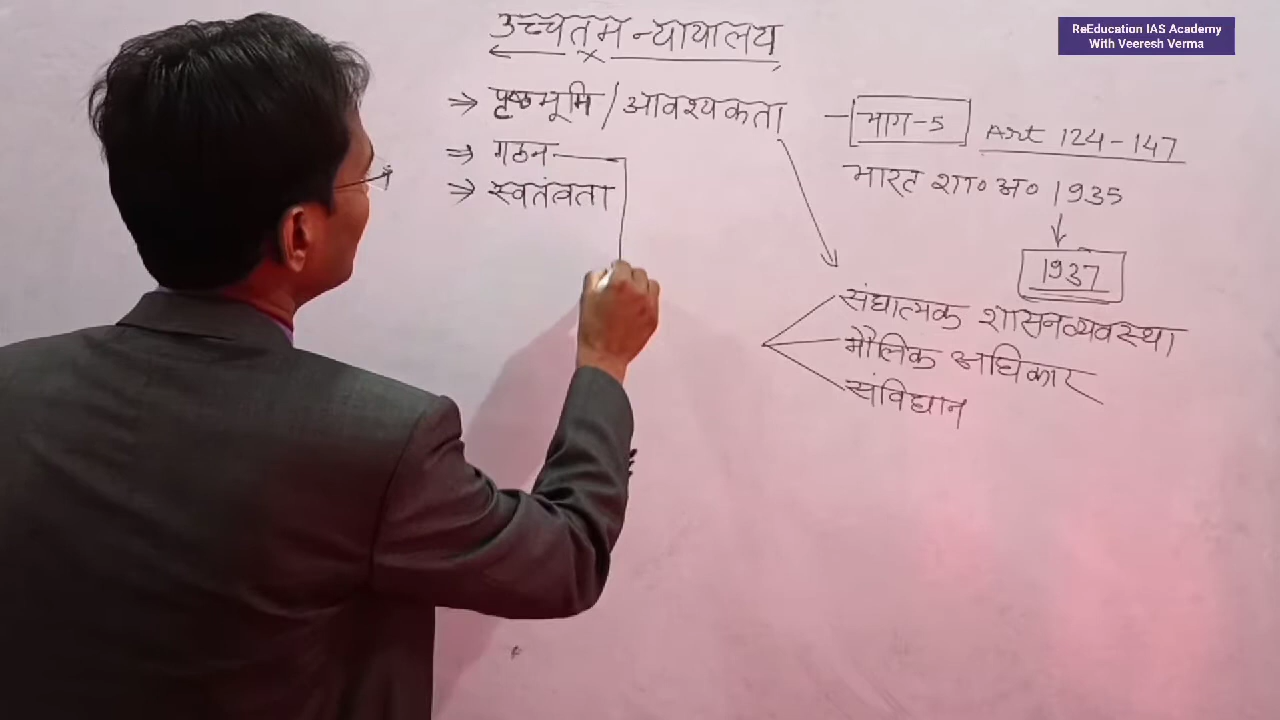 ReEducation IAS Academy
With Veeresh Verma
उच्चतम न्यायालय
⇒ पृष्ठभूमि / आवश्यकता
⇒ गठन
⇒ स्वतंत्रता
भाग-5 Art 124-147
भारत शा० अ० 1935
1937
संघात्मक शासनव्यवस्था
मौलिक अधिकार
संविधान